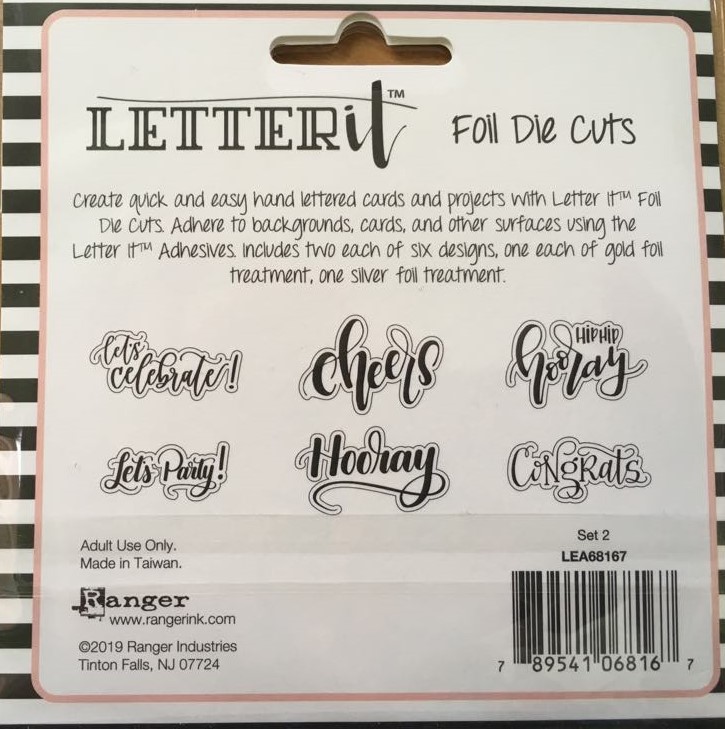 LETTERit™
Foil Die Cuts
Create quick and easy hand lettered cards and projects with Letter It™ Foil
Die Cuts. Adhere to backgrounds, cards, and other surfaces using the
Letter It™ Adhesives. Includes two each of six designs, one each of gold foil
treatment, one silver foil treatment.
let's celebrate!
cheers
HIP HIP hooray
Let's Party!
Hooray
CoNgRats
Adult Use Only.
Made in Taiwan.
Ranger
www.rangerink.com
©2019 Ranger Industries
Tinton Falls, NJ 07724
Set 2
LEA68167
7 89541 06816 7